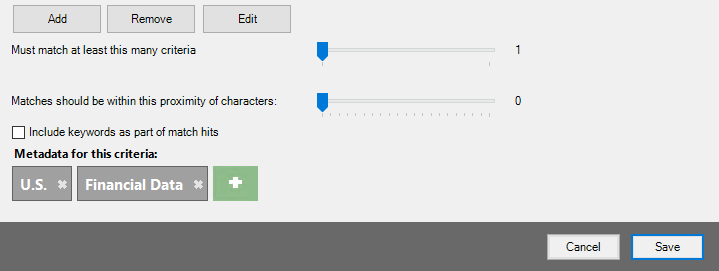 Add Remove Edit
Must match at least this many criteria 1
Matches should be within this proximity of characters: 0
Include keywords as part of match hits
Metadata for this criteria:
U.S. Financial Data
Cancel Save